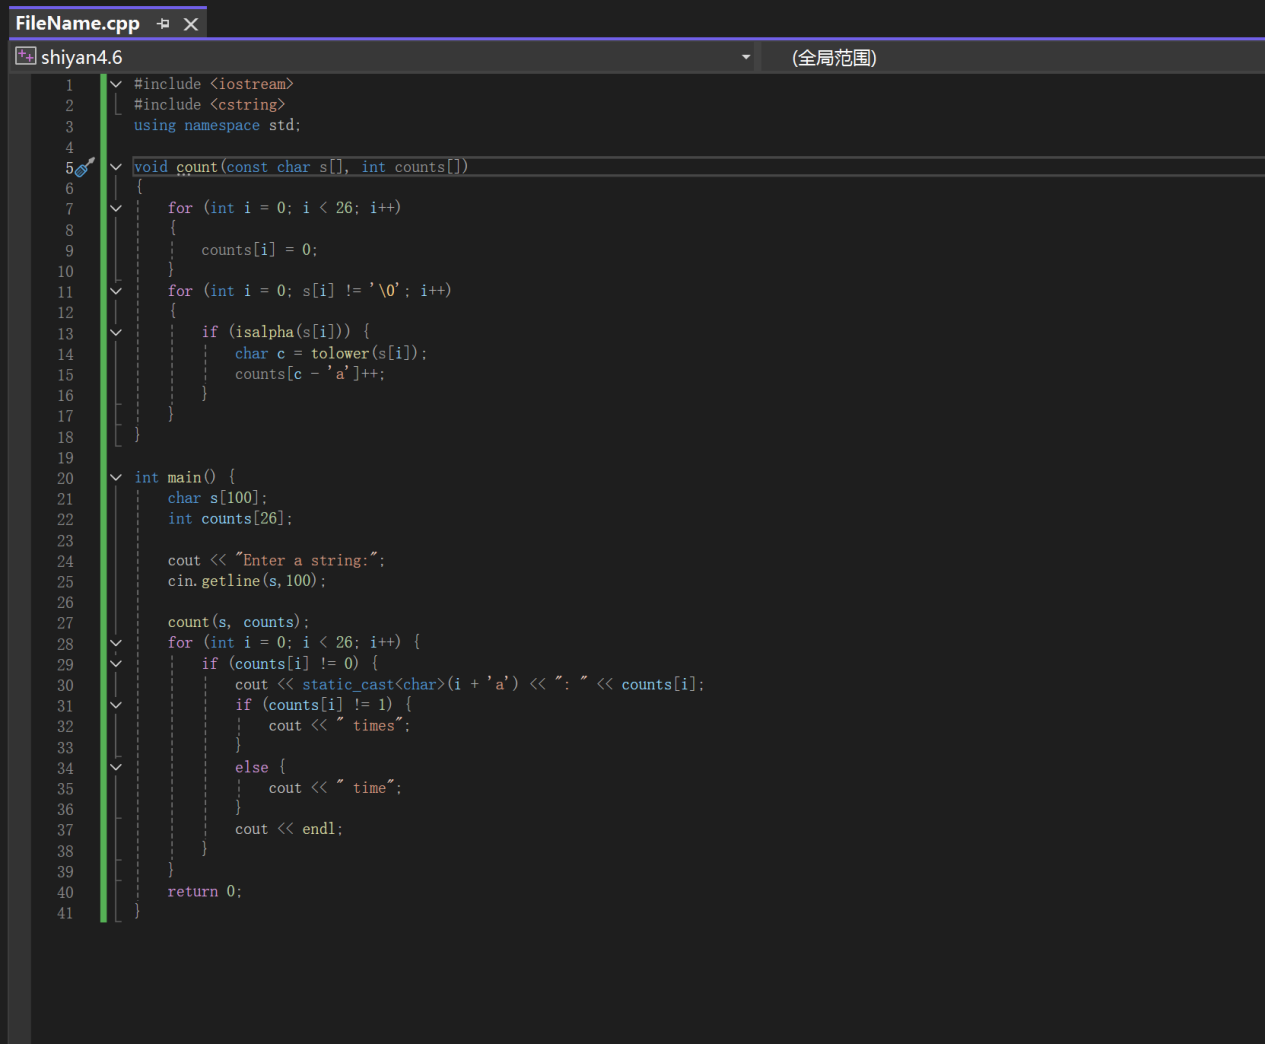 FileName.cpp
shiyan4.6
(全局范围)
1 #include <iostream>
2 #include <cstring>
3 using namespace std;
4
5 void count(const char s[], int counts[])
6 {
7     for (int i = 0; i < 26; i++)
8     {
9         counts[i] = 0;
10     }
11     for (int i = 0; s[i] != '\0'; i++)
12     {
13         if (isalpha(s[i])) {
14             char c = tolower(s[i]);
15             counts[c - 'a']++;
16         }
17     }
18 }
19
20 int main() {
21     char s[100];
22     int counts[26];
23
24     cout << "Enter a string:";
25     cin.getline(s,100);
26
27     count(s, counts);
28     for (int i = 0; i < 26; i++) {
29         if (counts[i] != 0) {
30             cout << static_cast<char>(i + 'a') << ": " << counts[i];
31             if (counts[i] != 1) {
32                 cout << " times";
33             }
34             else {
35                 cout << " time";
36             }
37             cout << endl;
38         }
39     }
40     return 0;
41 }